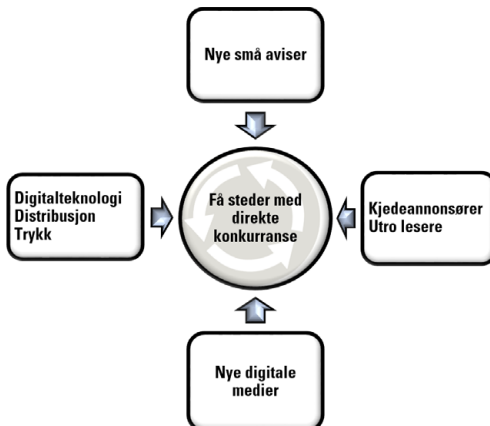 Nye små aviser
Digitalteknologi
Distribusjon
Trykk
Få steder med
direkte
konkurranse
Kjedeannonsører
Utro lesere
Nye digitale
medier